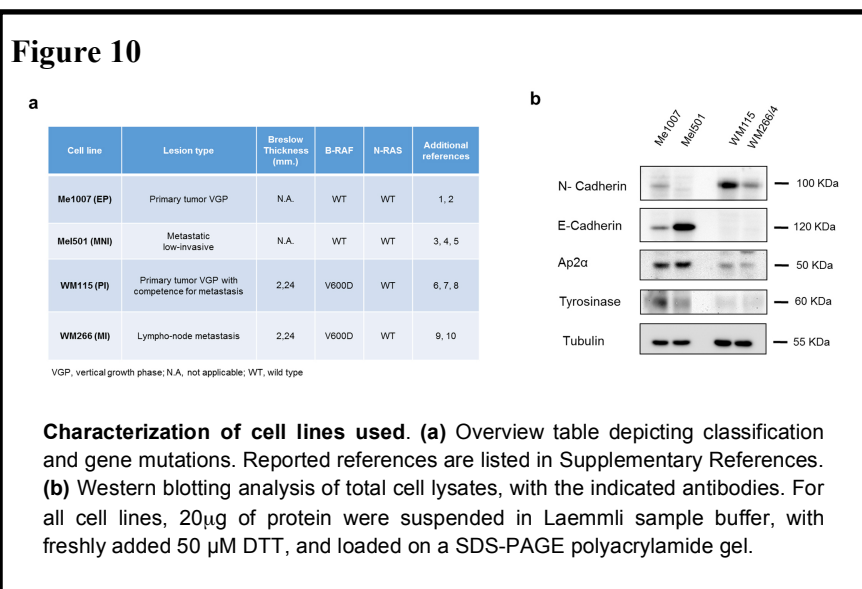 Figure 10
a
Cell line Lesion type Breslow Thickness (mm.) B-RAF N-RAS Additional references
Me1007 (EP) Primary tumor VGP N.A. WT WT 1, 2
Mel501 (MNI) Metastatic low-invasive N.A. WT WT 3, 4, 5
WM115 (PI) Primary tumor VGP with competence for metastasis 2,24 V600D WT 6, 7, 8
WM266 (MI) Lympho-node metastasis 2,24 V600D WT 9, 10
VGP, vertical growth phase; N.A, not applicable; WT, wild type
b
Me1007 Mel501 WM115 WM266/4
N- Cadherin 100 KDa
E-Cadherin 120 KDa
Ap2α 50 KDa
Tyrosinase 60 KDa
Tubulin 55 KDa
Characterization of cell lines used. (a) Overview table depicting classification
and gene mutations. Reported references are listed in Supplementary References.
(b) Western blotting analysis of total cell lysates, with the indicated antibodies. For
all cell lines, 20μg of protein were suspended in Laemmli sample buffer, with
freshly added 50 µM DTT, and loaded on a SDS-PAGE polyacrylamide gel.